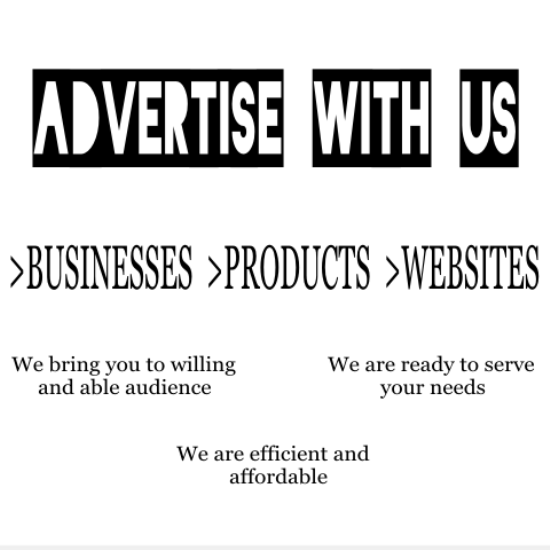 ADVERTISE WITH US
>BUSINESSES >PRODUCTS >WEBSITES
We bring you to willing
and able audience
We are ready to serve
your needs
We are efficient and
affordable